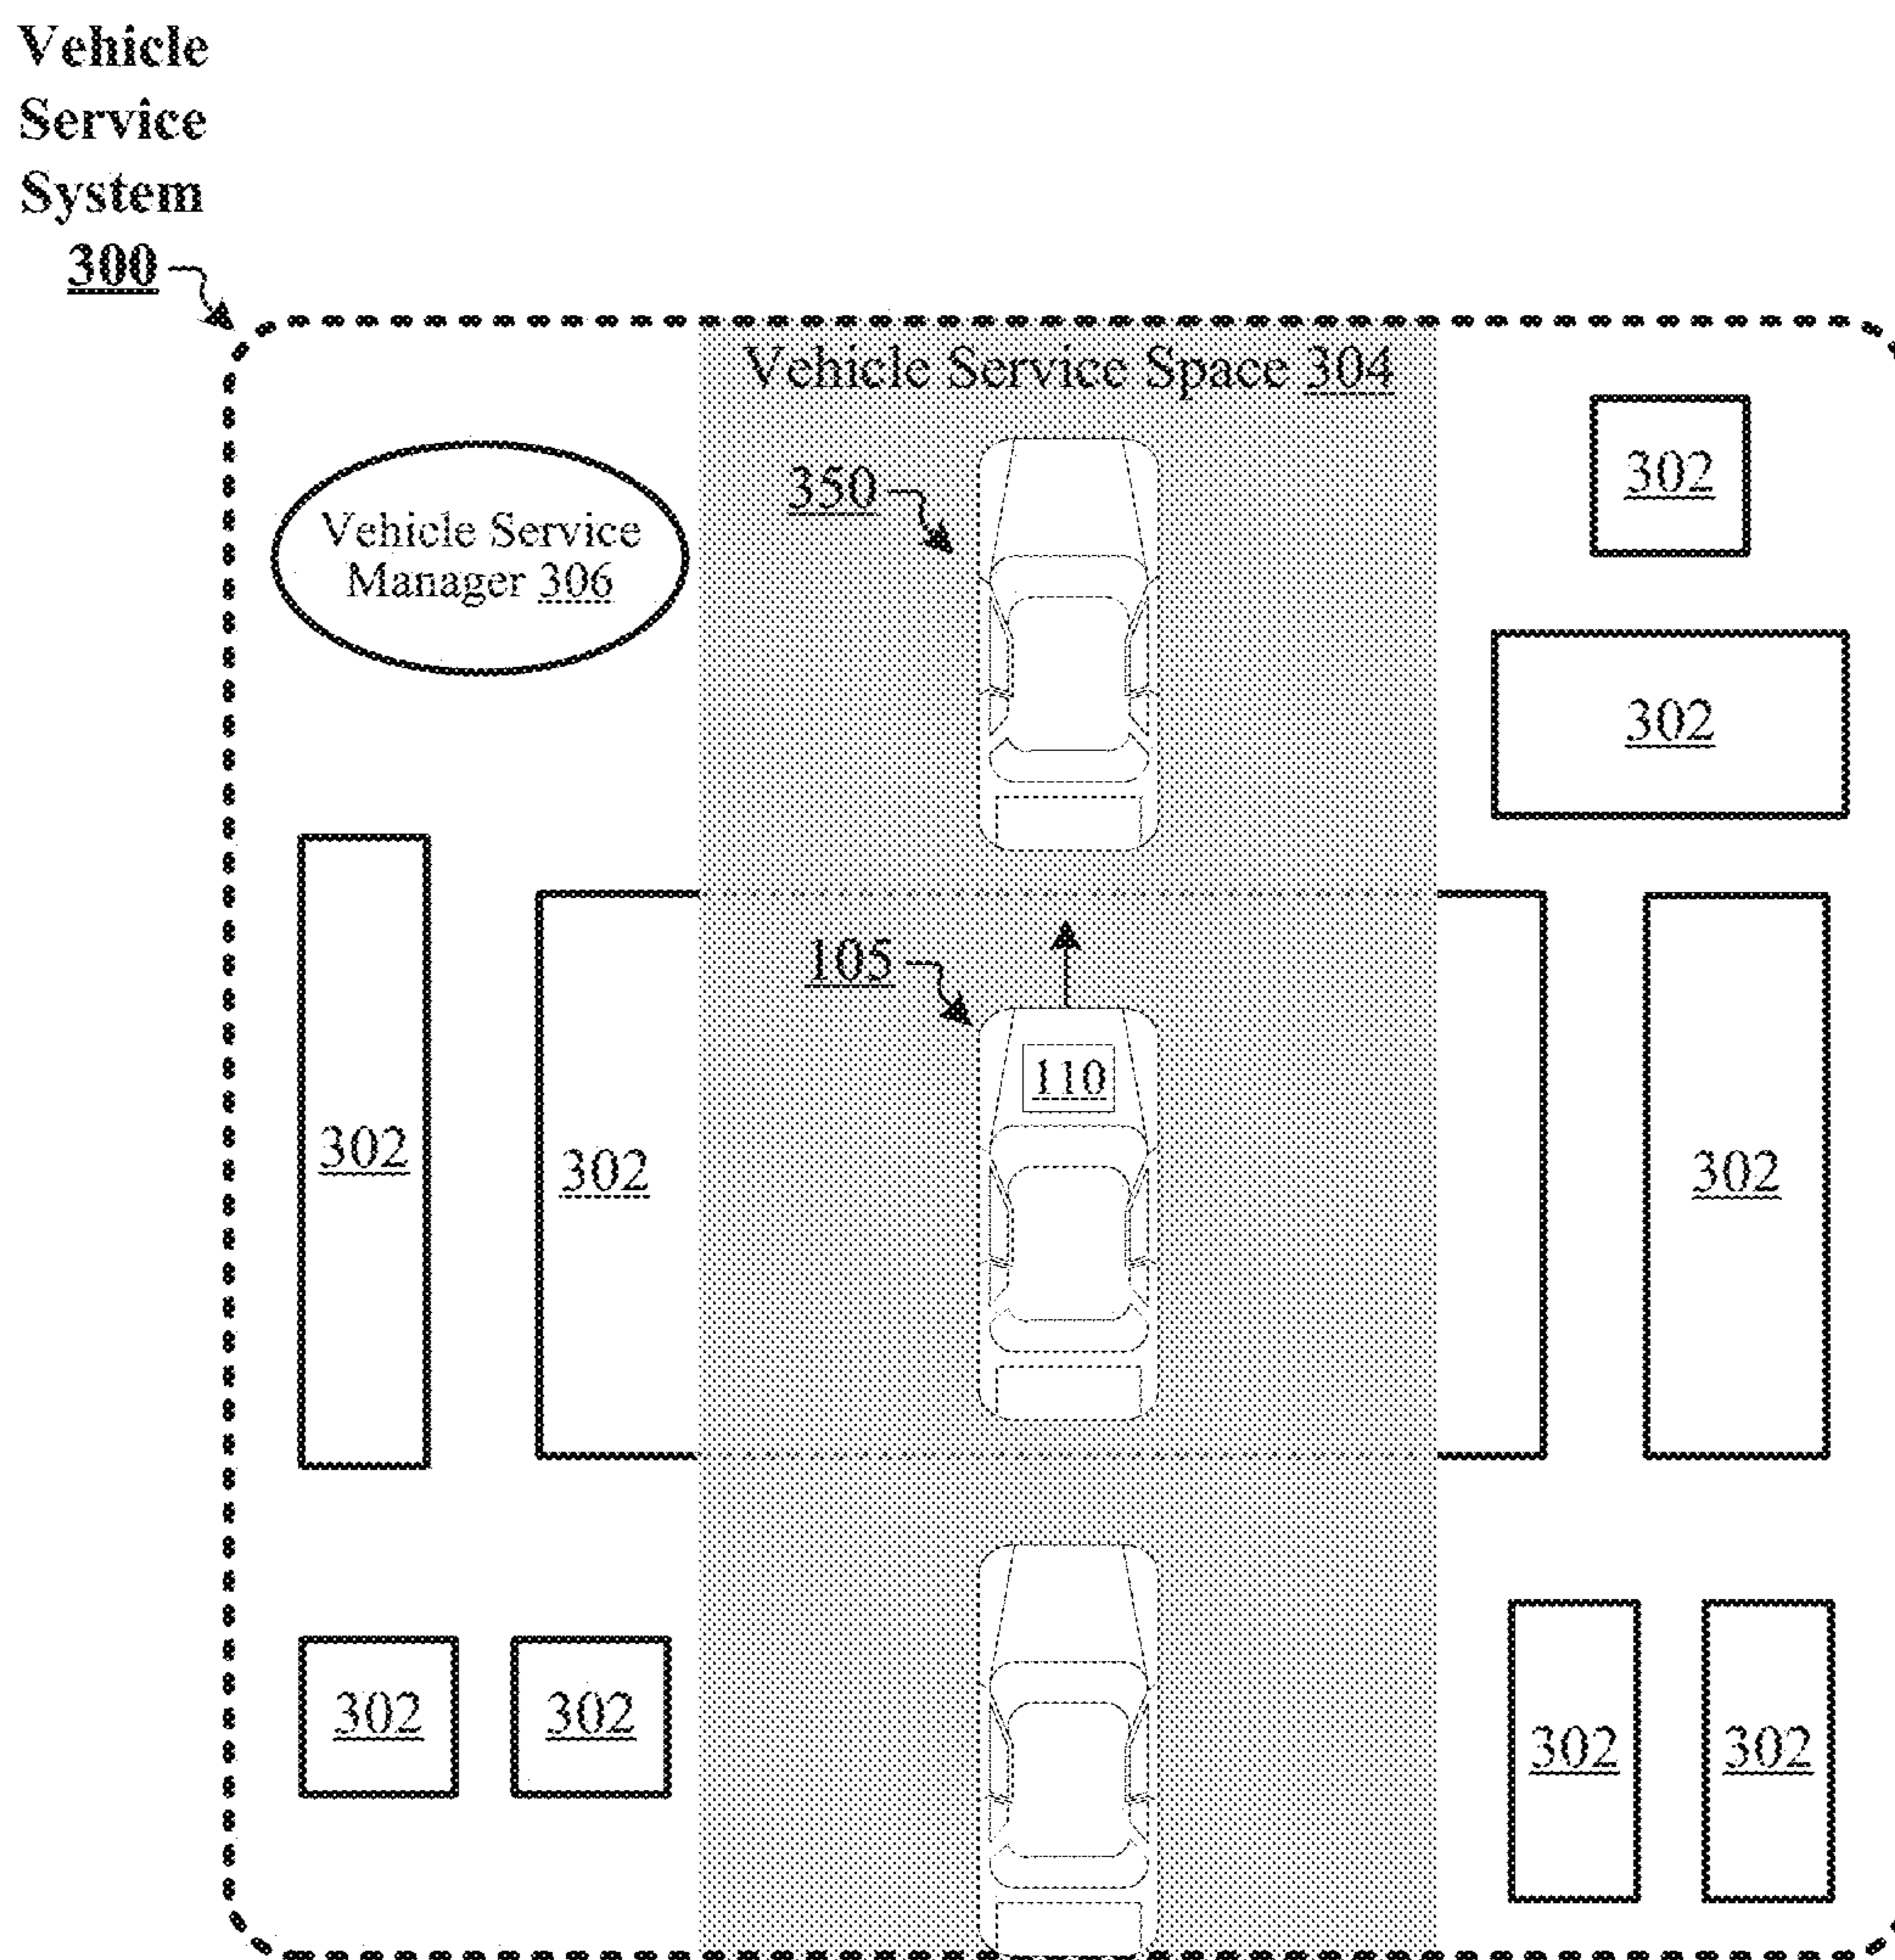 Vehicle
Service
System
300
Vehicle Service Space 304
350
302
Vehicle Service
Manager 306
302
105
110
302
302
302
302
302
302
302